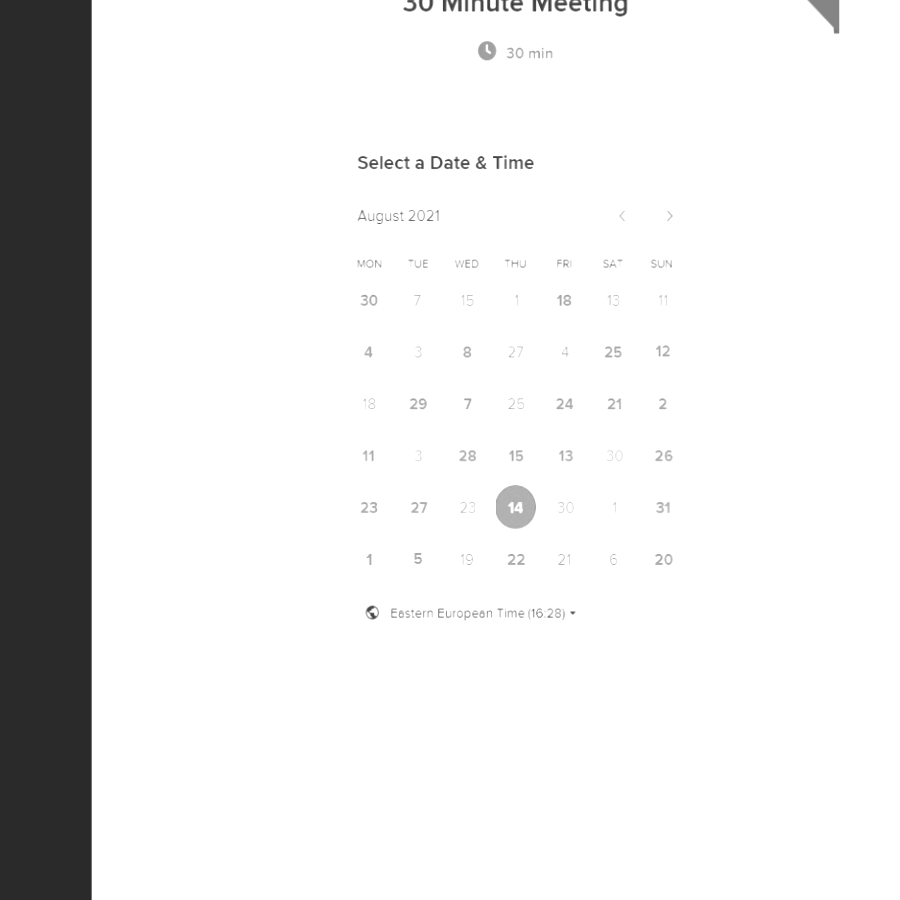 30 Minute Meeting
30 min
Select a Date & Time
August 2021
MON TUE WED THU FRI SAT SUN
30 7 15 1 18 13 11
4 3 8 27 4 25 12
18 29 7 25 24 21 2
11 3 28 15 13 30 26
23 27 23 14 30 1 31
1 5 19 22 21 6 20
Eastern European Time (16:28)